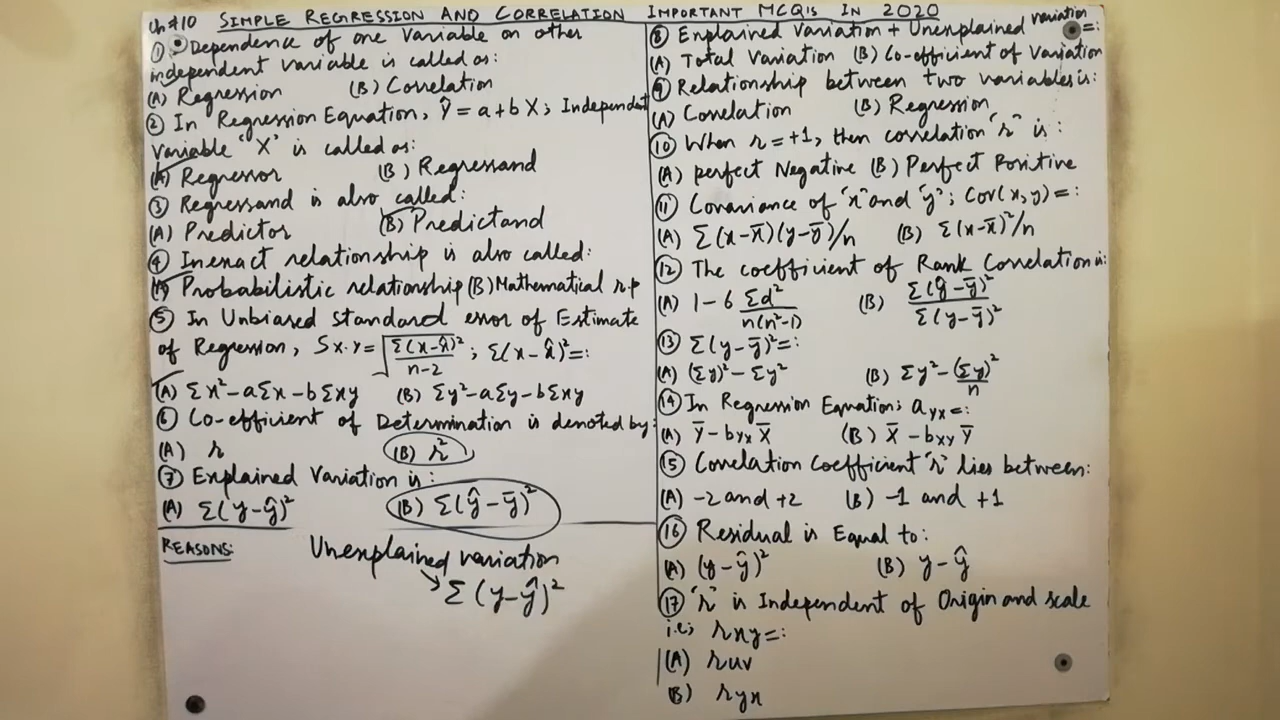 Ch #10 SIMPLE REGRESSION AND CORRELATION IMPORTANT MCQ'S IN 2020
① Dependence of one variable on other
independent variable is called as:
(A) Regression (B) Correlation
② In Regression Equation, Ŷ = a + b X; Independent
variable "X" is called as:
(A) Regressor (B) Regressand
③ Regressand is also called:
(A) Predictor (B) Predictand
④ Inexact relationship is also called:
(A) Probabilistic relationship (B) Mathematical r.p
⑤ In Unbiased Standard error of Estimate
of Regression, Sx.y = √(Σ(x-x̂)²/(n-2)); Σ(x-x̂)²=:
(A) Σx²-aΣx-bΣxy (B) Σy²-aΣy-bΣxy
⑥ Co-efficient of Determination is denoted by:
(A) r (B) r²
⑦ Explained Variation is:
(A) Σ(y-ŷ)² (B) Σ(ŷ-ȳ)²
REASONS:
Unexplained variation
↘ Σ(y-ŷ)²
⑧ Explained Variation + Unexplained variation =:
(A) Total Variation (B) Co-efficient of Variation
⑨ Relationship between two variables is:
(A) Correlation (B) Regression
⑩ When r = +1, then correlation "r" is:
(A) perfect Negative (B) Perfect Positive
⑪ Covariance of "x" and "y"; Cov(x,y)=:
(A) Σ(x-x̄)(y-ȳ)/n (B) Σ(x-x̄)²/n
⑫ The coefficient of Rank Correlation is:
(A) 1-6 Σd²/n(n²-1) (B) Σ(ŷ-ȳ)²/Σ(y-ȳ)²
⑬ Σ(y-ȳ)²=:
(A) (Σy)²-Σy² (B) Σy²-(Σy)²/n
⑭ In Regression Equation; ayx=:
(A) Ȳ-byx X̄ (B) X̄-bxy Ȳ
⑮ Correlation Coefficient "r" lies between:
(A) -2 and +2 (B) -1 and +1
⑯ Residual is Equal to:
(A) (y-ŷ)² (B) y-ŷ
⑰ "r" is Independent of Origin and scale
i.e; rxy=:
(A) ruv
(B) ryx